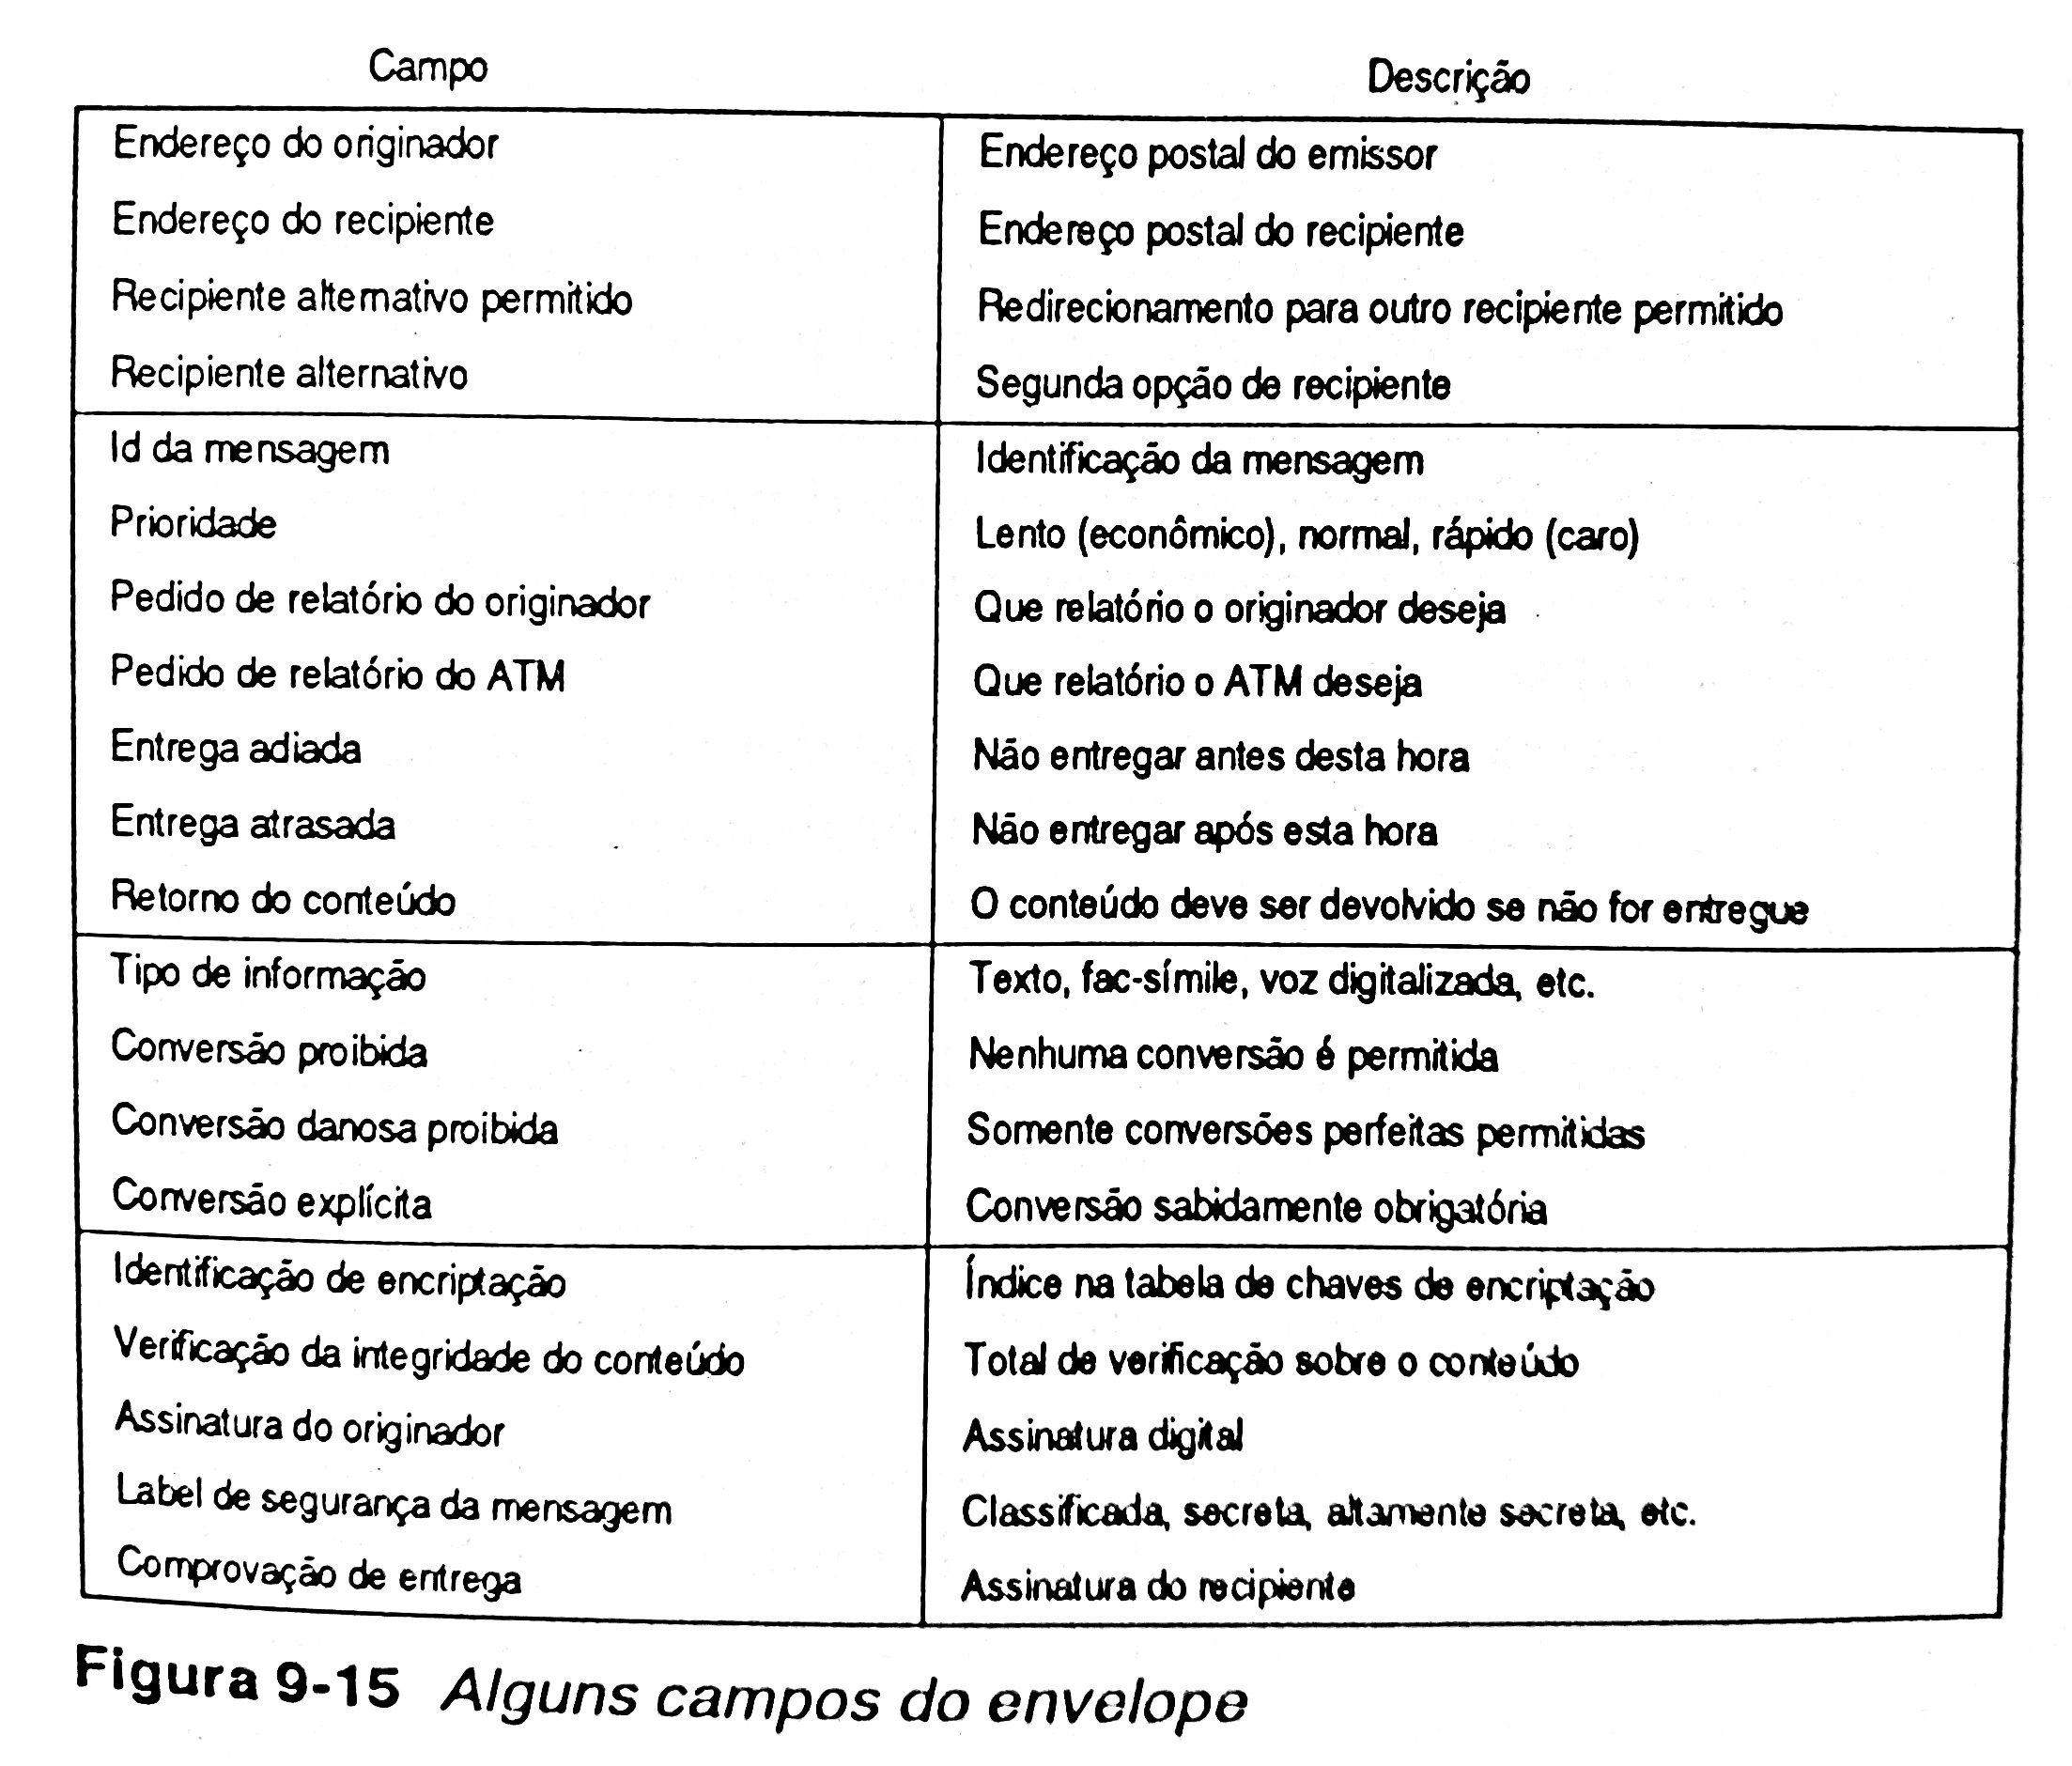 Campo Descrição
Endereço do originador Endereço postal do emissor
Endereço do recipiente Endereço postal do recipiente
Recipiente alternativo permitido Redirecionamento para outro recipiente permitido
Recipiente alternativo Segunda opção de recipiente
Id da mensagem Identificação da mensagem
Prioridade Lento (econômico), normal, rápido (caro)
Pedido de relatório do originador Que relatório o originador deseja
Pedido de relatório do ATM Que relatório o ATM deseja
Entrega adiada Não entregar antes desta hora
Entrega atrasada Não entregar após esta hora
Retorno do conteúdo O conteúdo deve ser devolvido se não for entregue
Tipo de informação Texto, fac-símile, voz digitalizada, etc.
Conversão proibida Nenhuma conversão é permitida
Conversão danosa proibida Somente conversões perfeitas permitidas
Conversão explícita Conversão sabidamente obrigatória
Identificação de encriptação Índice na tabela de chaves de encriptação
Verificação da integridade do conteúdo Total de verificação sobre o conteúdo
Assinatura do originador Assinatura digital
Label de segurança da mensagem Classificada, secreta, altamente secreta, etc.
Comprovação de entrega Assinatura do recipiente
Figura 9-15 Alguns campos do envelope